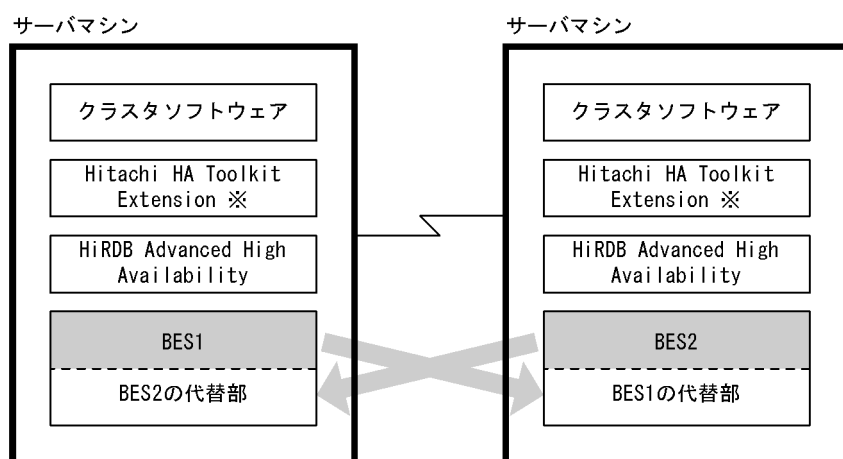 サーバマシン
クラスタソフトウェア
Hitachi HA Toolkit
Extension ※
HiRDB Advanced High
Availability
BES1
BES2の代替部
サーバマシン
クラスタソフトウェア
Hitachi HA Toolkit
Extension ※
HiRDB Advanced High
Availability
BES2
BES1の代替部